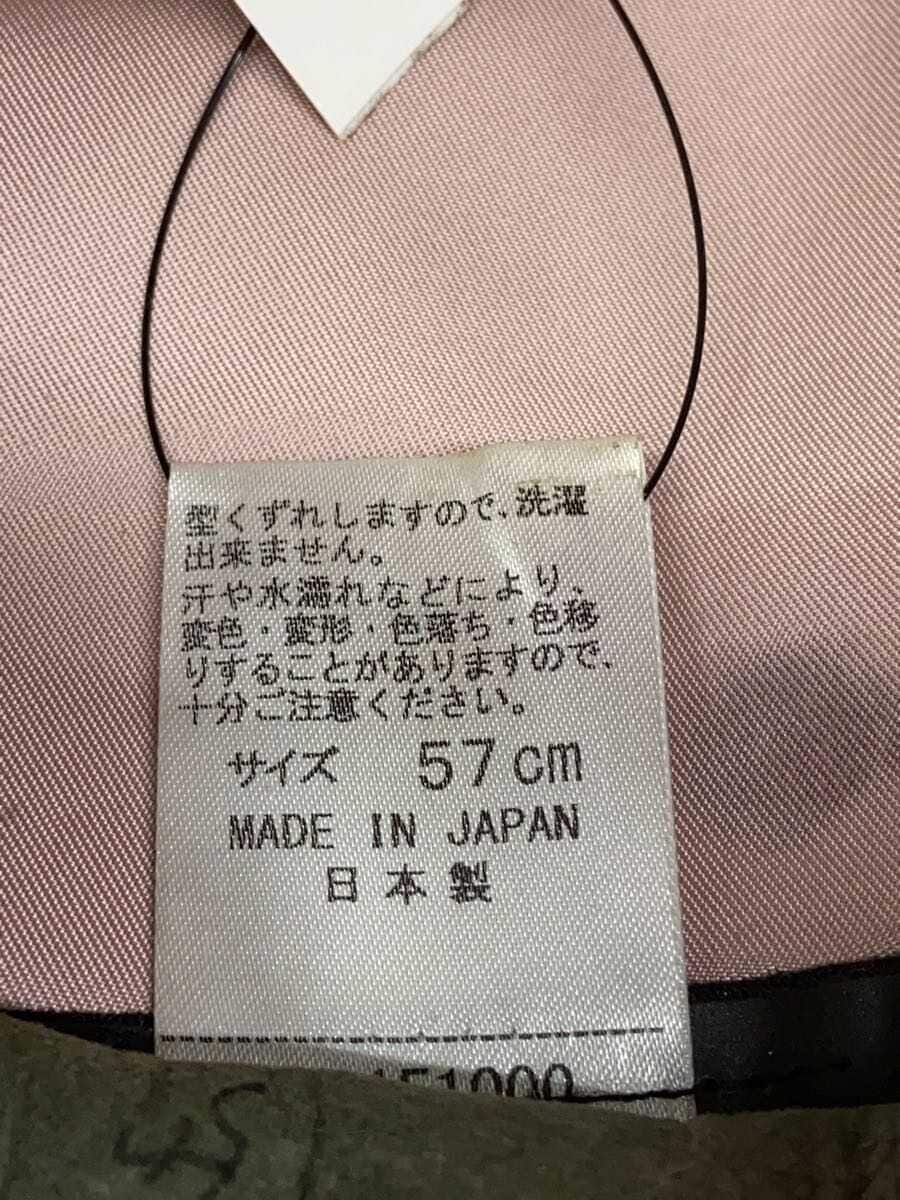 型くずれしますので、洗濯
出来ません。
汗や水濡れなどにより、
変色・変形・色落ち・色移
りすることがありますので、
十分ご注意ください。
サイズ 57cm
MADE IN JAPAN
日本製